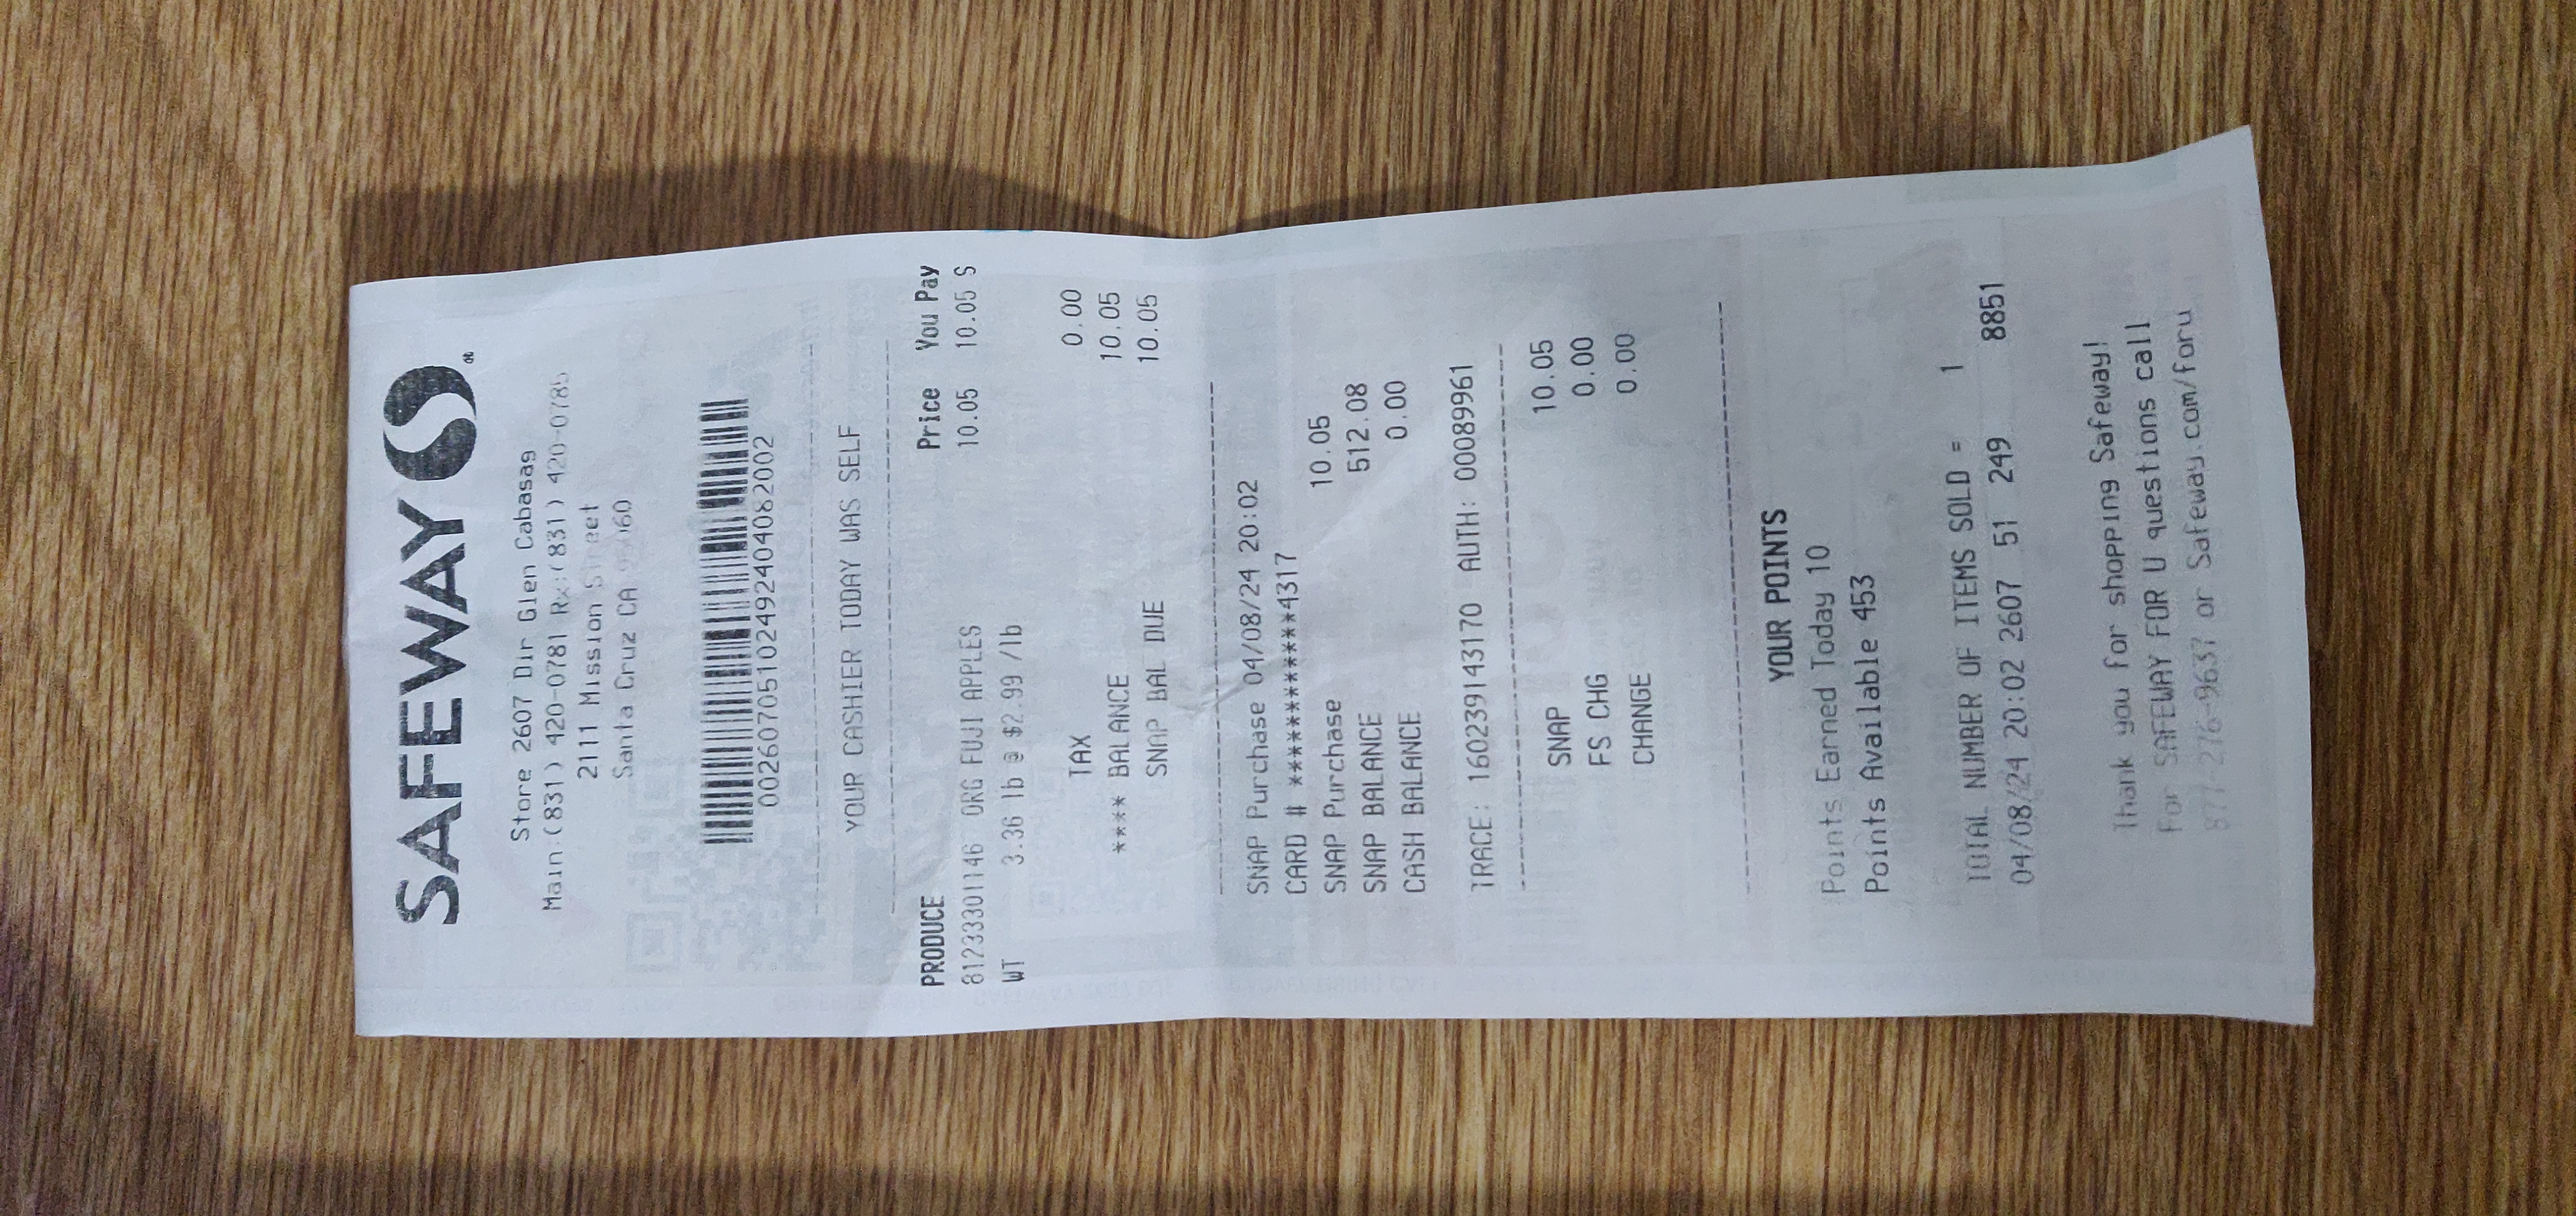 SAFEWAY
Store 2607 Dir Glen Cabasag
Main:(831) 420-0781 Rx:(831) 420-0785
2111 Mission Street
Santa Cruz CA 95060
00260705102492404082002
YOUR CASHIER TODAY WAS SELF
PRODUCE Price You Pay
81233301146 ORG FUJI APPLES 10.05 10.05 S
WT 3.36 lb @ $2.99 /lb
TAX 0.00
**** BALANCE 10.05
SNAP BAL DUE 10.05
SNAP Purchase 04/08/24 20:02
CARD # ************4317
SNAP Purchase 10.05
SNAP BALANCE 512.08
CASH BALANCE 0.00
TRACE: 160239143170 AUTH: 00089961
SNAP 10.05
FS CHG 0.00
CHANGE 0.00
YOUR POINTS
Points Earned Today 10
Points Available 453
TOTAL NUMBER OF ITEMS SOLD = 1
04/08/24 20:02 2607 51 249 8851
Thank you for shopping Safeway!
For SAFEWAY FOR U questions call
877-276-9637 or Safeway.com/foru